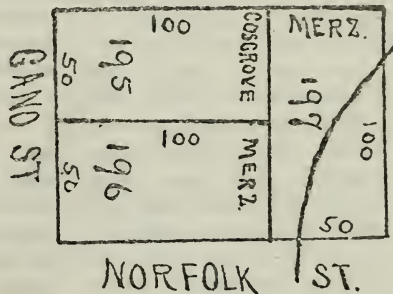 100
COSGROVE
195
50
MERZ.
197
100
50
100
MERZ.
196
50
GANO ST
NORFOLK ST.